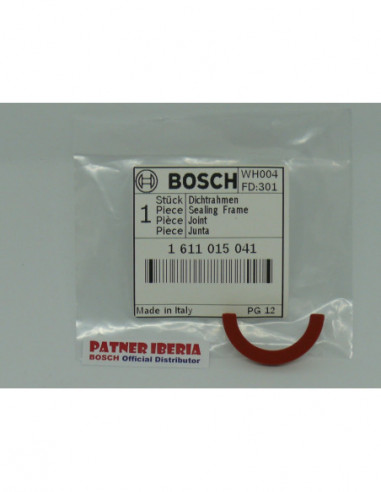 BOSCH
WH004
FD:301
1
Stück Dichtrahmen
Piece Sealing Frame
Pièce Joint
Piece Junta
1 611 015 041
Made in Italy PG 12
PATNER IBERIA
BOSCH Official Distributor